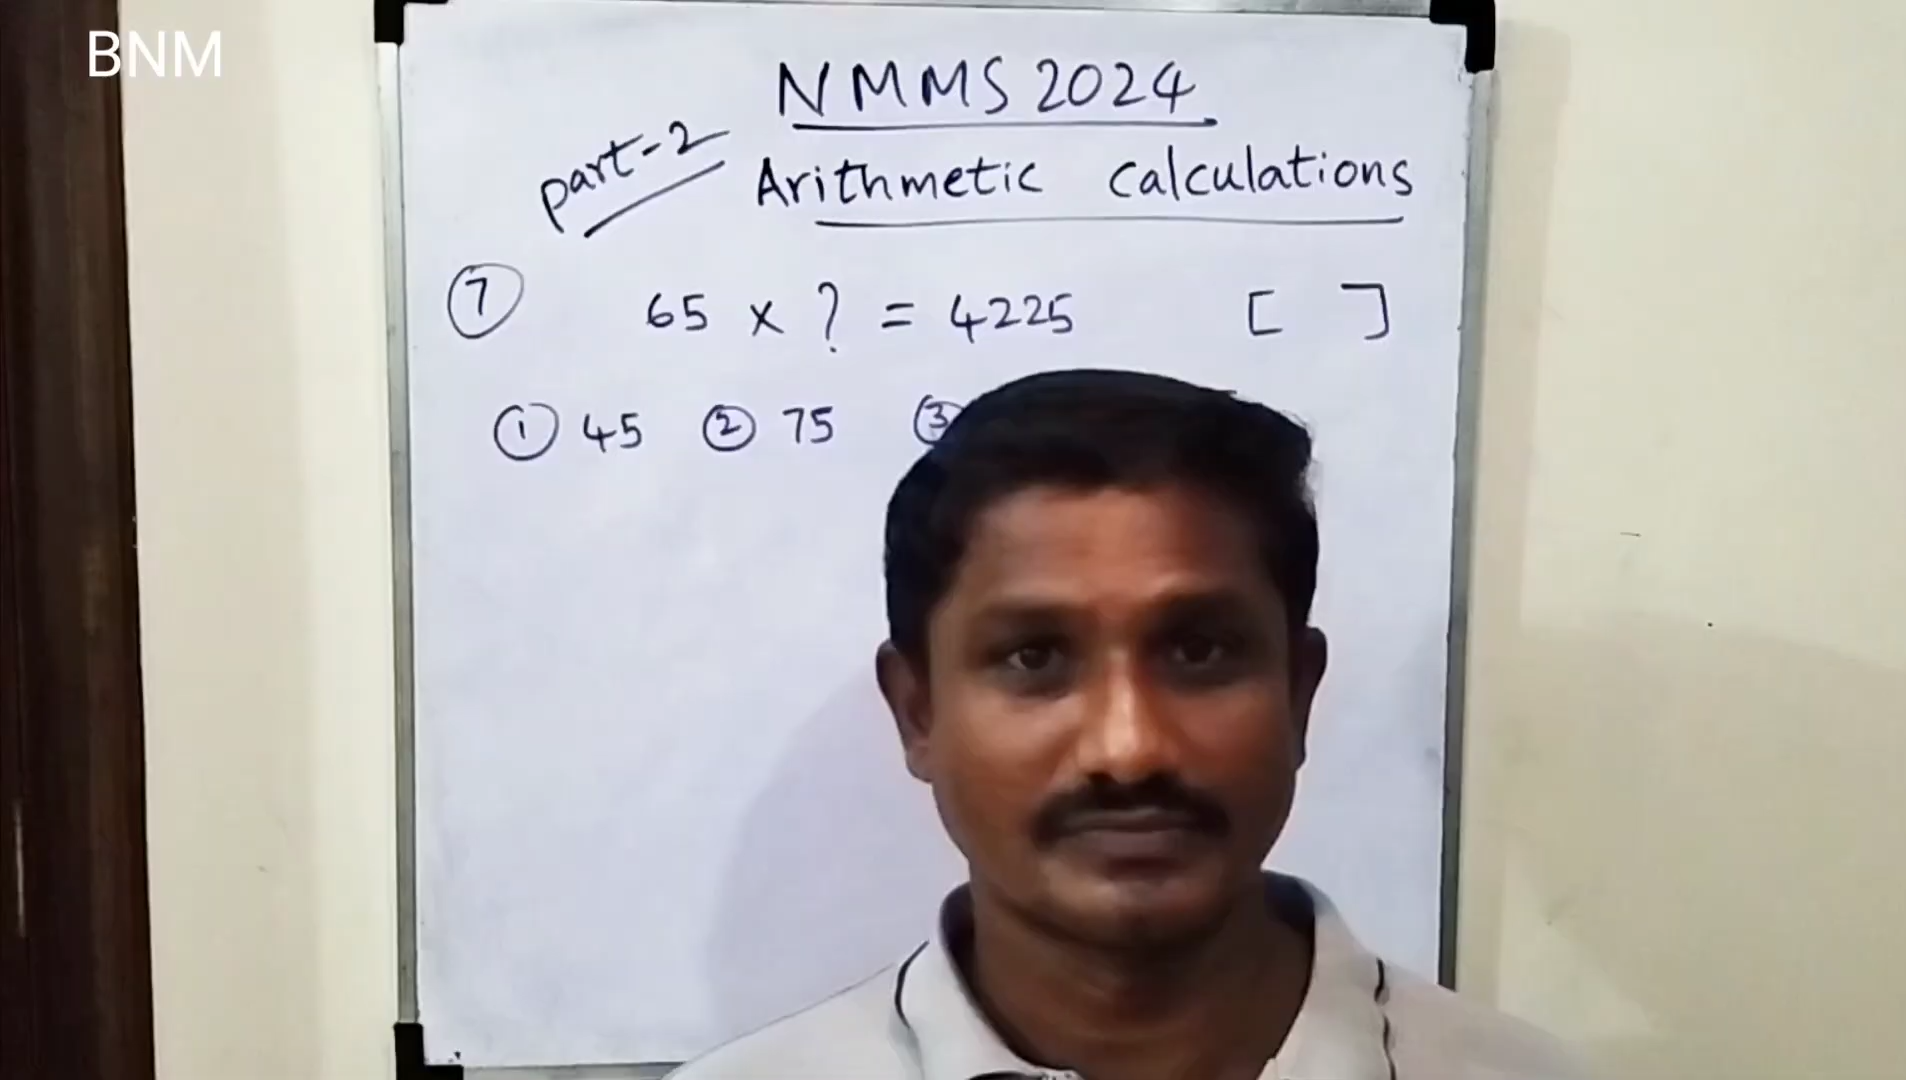 BNM
NMMS 2024
part-2
Arithmetic calculations
7 65 x ? = 4225 [ ]
1 45 2 75 3